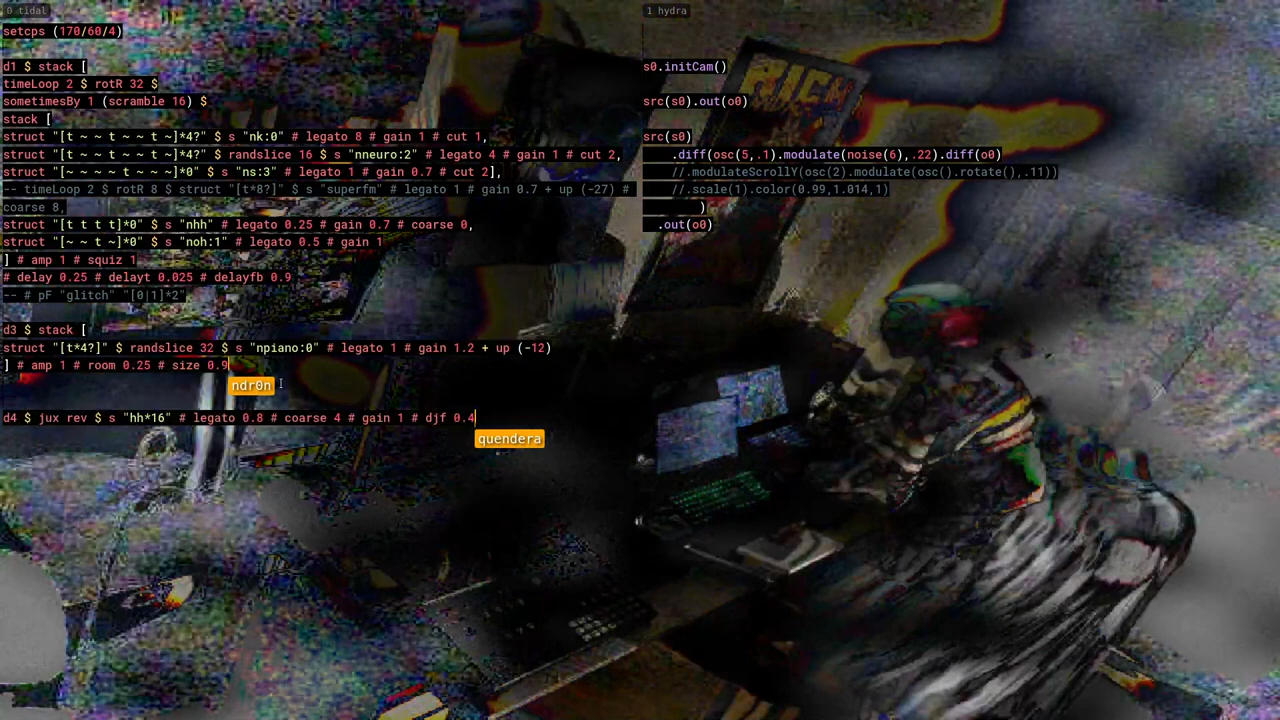 0 tidal
setcps (170/60/4)
d1 $ stack [
timeLoop 2 $ rotR 32 $
sometimesBy 1 (scramble 16) $
stack [
struct "[t ~ ~ t ~ ~ t ~]*4?" $ s "nk:0" # legato 8 # gain 1 # cut 1,
struct "[t ~ ~ t ~ ~ t ~]*4?" $ randslice 16 $ s "nneuro:2" # legato 4 # gain 1 # cut 2,
struct "[~ ~ t ~ ~ ~ t ~]*0" $ s "ns:3" # legato 1 # gain 0.7 # cut 2],
-- timeLoop 2 $ rotR 8 $ struct "[t*8?]" $ s "superfm" # legato 1 # gain 0.7 + up (-27) #
coarse 8,
struct "[t t t t]*0" $ s "nhh" # legato 0.25 # gain 0.7 # coarse 0,
struct "[~ ~ t ~]*0" $ s "noh:1" # legato 0.5 # gain 1
] # amp 1 # squiz 1
# delay 0.25 # delayt 0.025 # delayfb 0.9
-- # pF "glitch" "[0|1]*2"
d3 $ stack [
struct "[t*4?]" $ randslice 32 $ s "npiano:0" # legato 1 # gain 1.2 + up (-12)
] # amp 1 # room 0.25 # size 0.9
ndr0n
d4 $ jux rev $ s "hh*16" # legato 0.8 # coarse 4 # gain 1 # djf 0.4
quendera
1 hydra
s0.initCam()
src(s0).out(o0)
src(s0)
.diff(osc(5,.1).modulate(noise(6),.22).diff(o0)
//.modulateScrollY(osc(2).modulate(osc().rotate(),.11))
//.scale(1).color(0.99,1.014,1)
)
.out(o0)